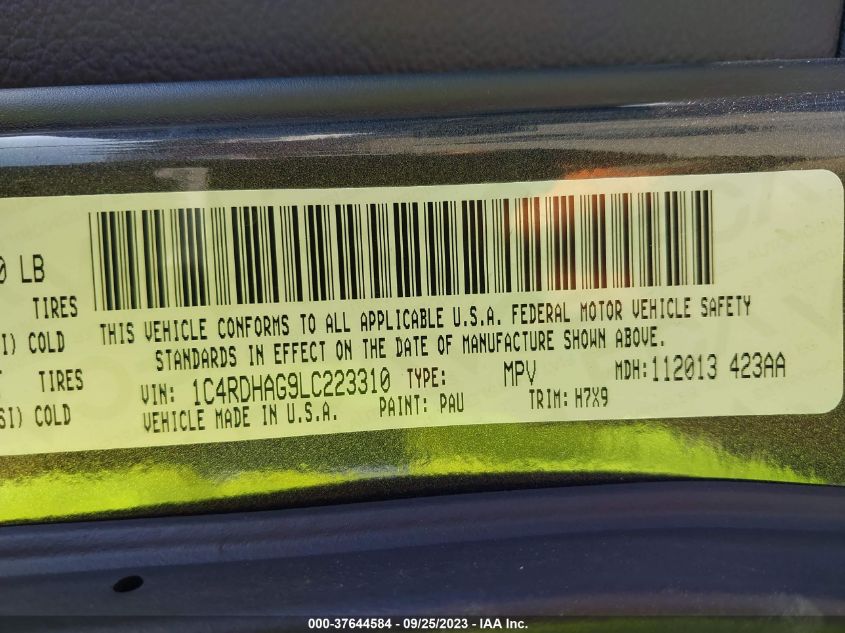 0 LB
TIRES
I) COLD
TIRES
SI) COLD
THIS VEHICLE CONFORMS TO ALL APPLICABLE U.S.A. FEDERAL MOTOR VEHICLE SAFETY
STANDARDS IN EFFECT ON THE DATE OF MANUFACTURE SHOWN ABOVE.
VIN: 1C4RDHAG9LC223310 TYPE: MPV MDH: 112013 423AA
VEHICLE MADE IN U.S.A. PAINT: PAU TRIM: H7X9
000-37644584 - 09/25/2023 - IAA Inc.